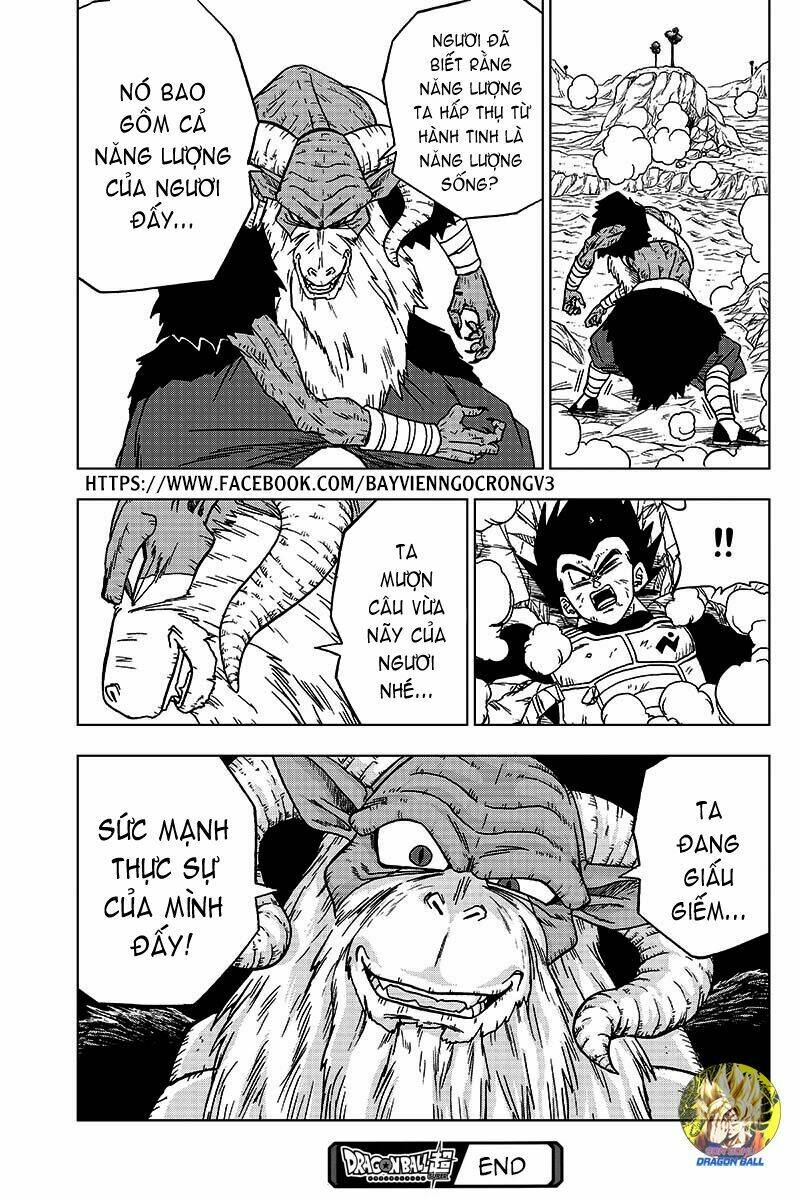 NGƯƠI ĐÃ
BIẾT RẰNG
NĂNG LƯỢNG
TA HẤP THỤ TỪ
HÀNH TINH LÀ
NĂNG LƯỢNG
SỐNG?
NÓ BAO
GỒM CẢ
NĂNG LƯỢNG
CỦA NGƯƠI
ĐẤY...
HTTPS://WWW.FACEBOOK.COM/BAYVIENNGOCRONGV3
!!
TA
MƯỢN
CÂU VỪA
NÃY CỦA
NGƯƠI
NHÉ...
TA
ĐANG
GIẤU
GIẾM...
SỨC MẠNH
THỰC SỰ
CỦA MÌNH
ĐẤY!
DRAGON BALL
DRAGON BALL 超
SUPER
END